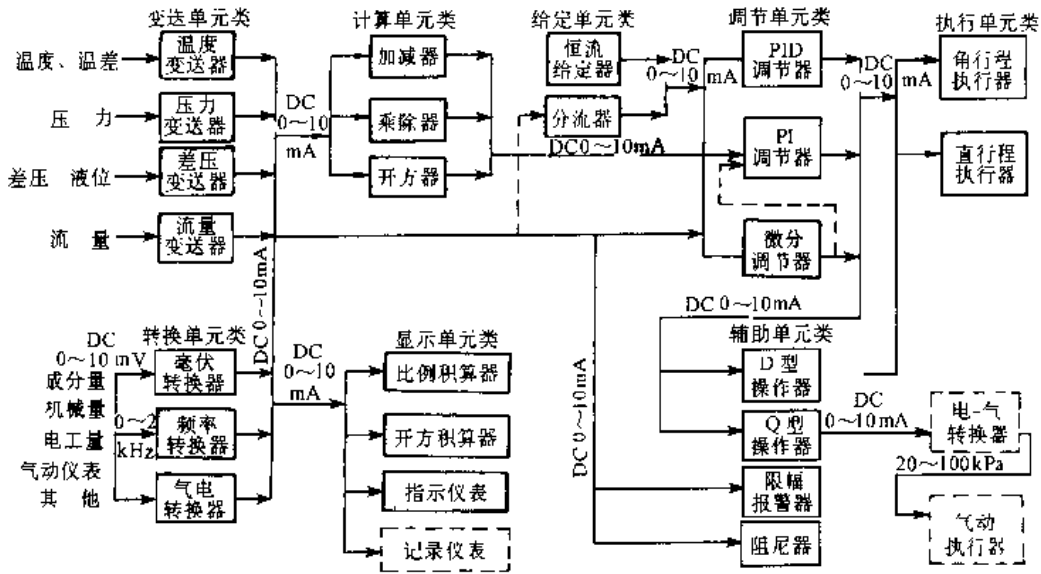 变送单元类
计算单元类
给定单元类
调节单元类
执行单元类
温度、温差
温度
变送器
压 力
压力
变送器
差压 液位
差压
变送器
流 量
流量
变送器
DC
0～10
mA
加减器
乘除器
开方器
恒流
给定器
分流器
DC
0～10
mA
DC0～10mA
PID
调节器
PI
调节器
微分
调节器
DC
0～10
mA
角行程
执行器
直行程
执行器
DC 0～10mA
DC 0～10mA
DC 0～10mA
转换单元类
DC
0～10mV
成分量
机械量
0～2
电工量
kHz
气动仪表
其 他
毫伏
转换器
频率
转换器
气电
转换器
DC
0～10
mA
显示单元类
比例积算器
开方积算器
指示仪表
记录仪表
辅助单元类
D型
操作器
Q型
操作器
限幅
报警器
阻尼器
DC
0～10mA
电-气
转换器
20～100kPa
气动
执行器